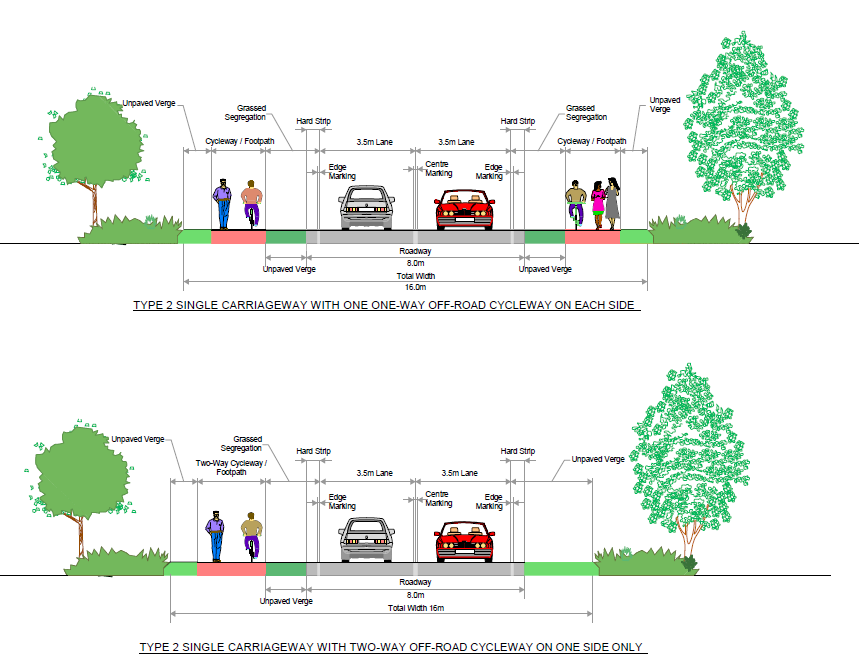 Unpaved Verge
Grassed
Segregation
Hard Strip
Cycleway / Footpath
3.5m Lane
3.5m Lane
Hard Strip
Grassed
Segregation
Unpaved
Verge
Cycleway / Footpath
Edge
Marking
Centre
Marking
Edge
Marking
Roadway
8.0m
Unpaved Verge
Unpaved Verge
Total Width
16.0m
TYPE 2 SINGLE CARRIAGEWAY WITH ONE ONE-WAY OFF-ROAD CYCLEWAY ON EACH SIDE
Unpaved Verge
Grassed
Segregation
Hard Strip
Two-Way Cycleway /
Footpath
3.5m Lane
3.5m Lane
Hard Strip
Unpaved Verge
Edge
Marking
Centre
Marking
Edge
Marking
Roadway
8.0m
Unpaved Verge
Total Width 16m
TYPE 2 SINGLE CARRIAGEWAY WITH TWO-WAY OFF-ROAD CYCLEWAY ON ONE SIDE ONLY